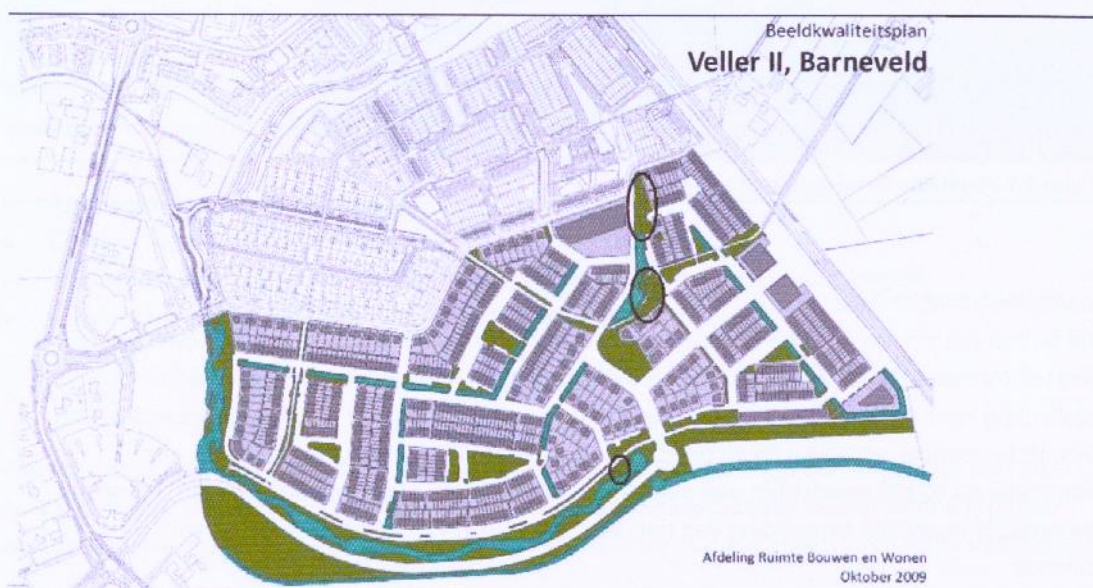 Beeldkwaliteitsplan
Veller II, Barneveld
Afdeling Ruimte Bouwen en Wonen
Oktober 2009